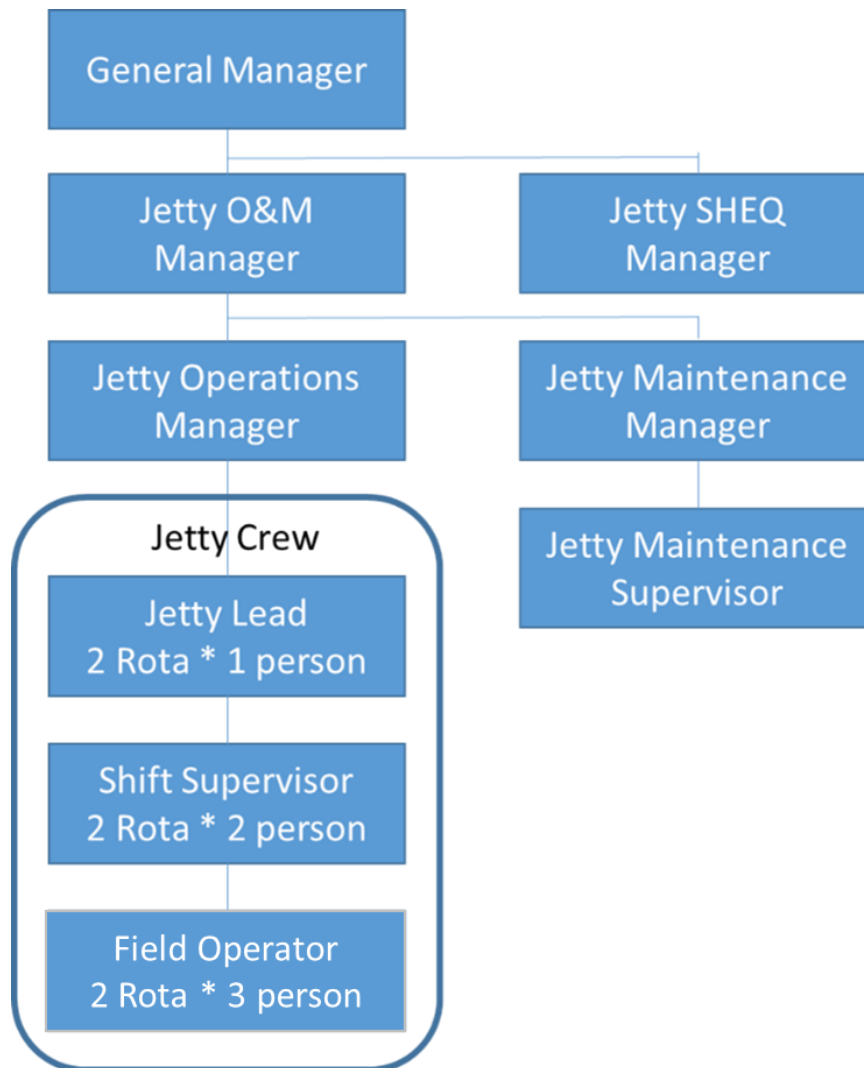 General Manager
Jetty O&M
Manager
Jetty SHEQ
Manager
Jetty Operations
Manager
Jetty Maintenance
Manager
Jetty Crew
Jetty Maintenance
Supervisor
Jetty Lead
2 Rota * 1 person
Shift Supervisor
2 Rota * 2 person
Field Operator
2 Rota * 3 person